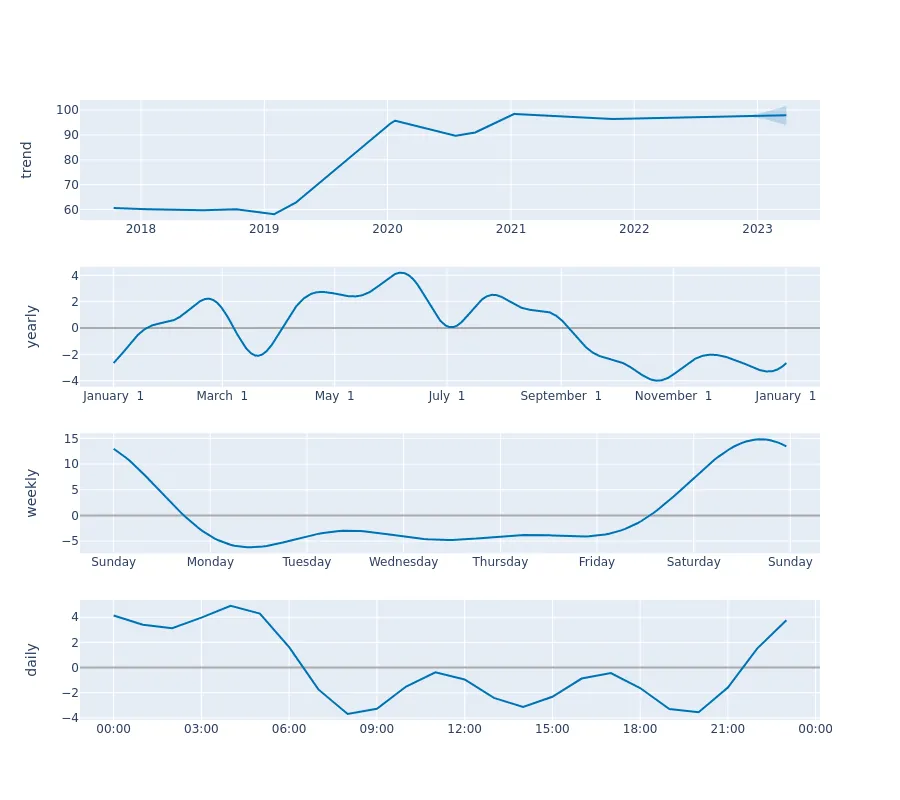 trend
100
90
80
70
60
2018 2019 2020 2021 2022 2023
yearly
4
2
0
−2
−4
January 1 March 1 May 1 July 1 September 1 November 1 January 1
weekly
15
10
5
0
−5
Sunday Monday Tuesday Wednesday Thursday Friday Saturday Sunday
daily
4
2
0
−2
−4
00:00 03:00 06:00 09:00 12:00 15:00 18:00 21:00 00:00